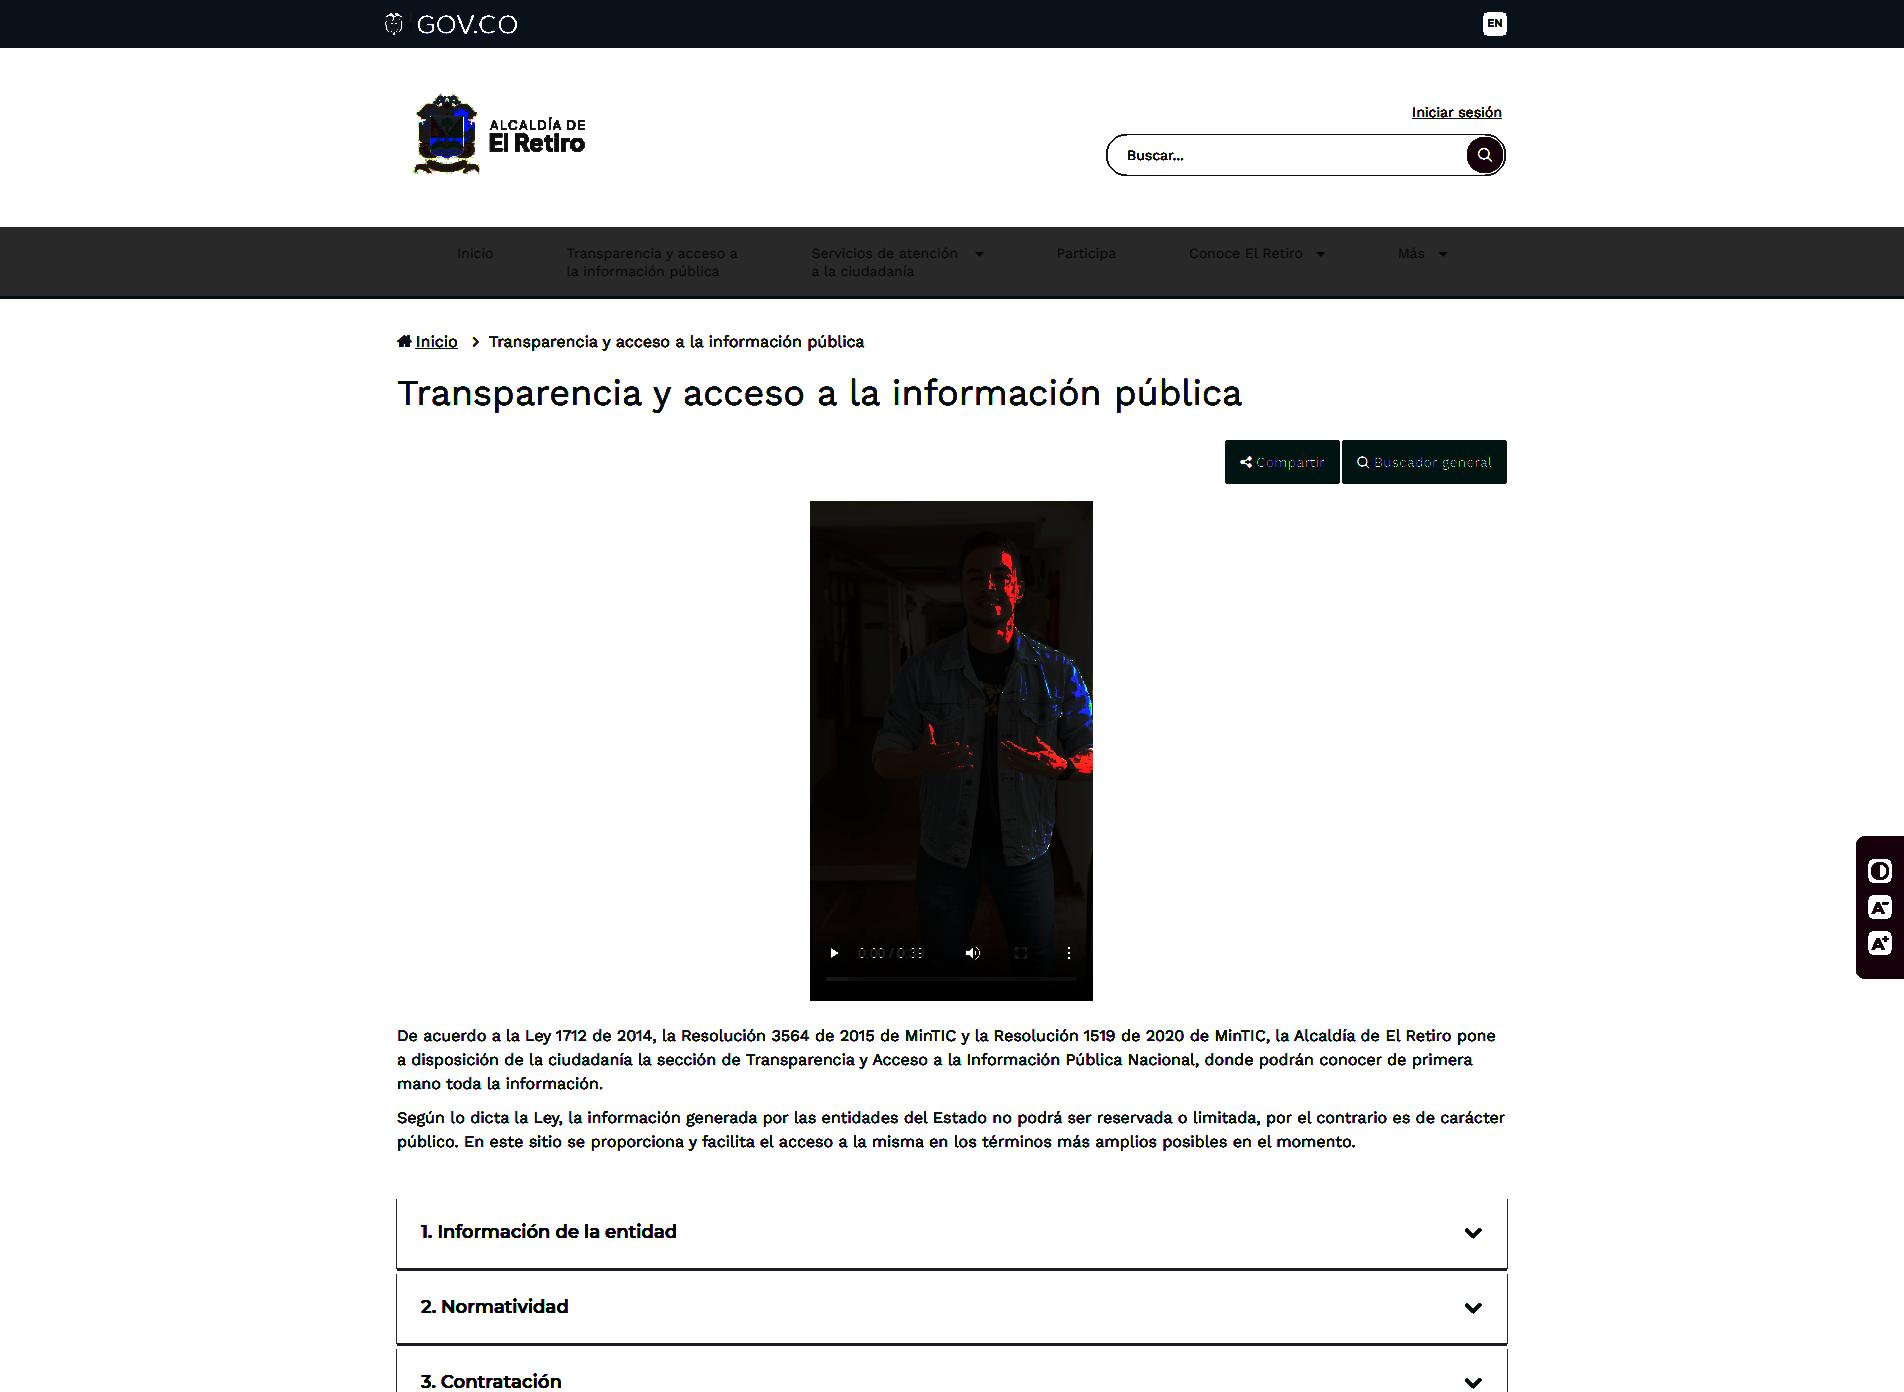 GOV.CO
EN
ALCALDÍA DE
El Retiro
Iniciar sesión
Buscar...
Inicio
Transparencia y acceso a
la información pública
Servicios de atención
a la ciudadanía
Participa
Conoce El Retiro
Más
Inicio > Transparencia y acceso a la información pública
Transparencia y acceso a la información pública
Compartir
Buscador general
0:00 / 0:39
A-
A+
De acuerdo a la Ley 1712 de 2014, la Resolución 3564 de 2015 de MinTIC y la Resolución 1519 de 2020 de MinTIC, la Alcaldía de El Retiro pone
a disposición de la ciudadanía la sección de Transparencia y Acceso a la Información Pública Nacional, donde podrán conocer de primera
mano toda la información.
Según lo dicta la Ley, la información generada por las entidades del Estado no podrá ser reservada o limitada, por el contrario es de carácter
público. En este sitio se proporciona y facilita el acceso a la misma en los términos más amplios posibles en el momento.
1. Información de la entidad
2. Normatividad
3. Contratación